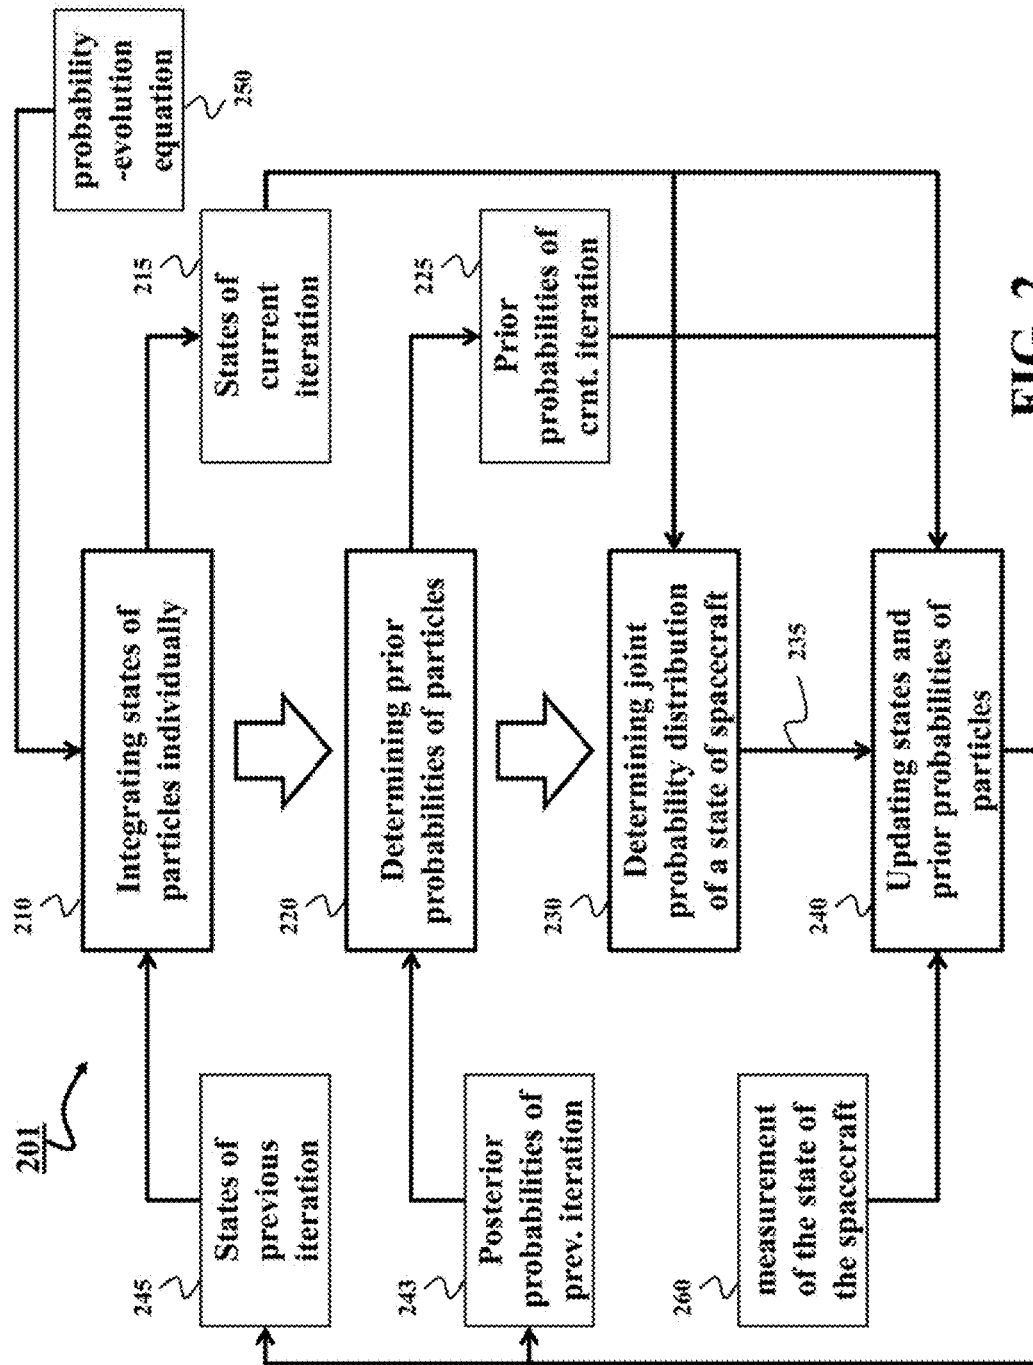 201
245
States of
previous
iteration
243
Posterior
probabilities of
prev. iteration
260
measurement
of the state of
the spacecraft
210
Integrating states of
particles individually
220
Determining prior
probabilities of particles
230
Determining joint
probability distribution
of a state of spacecraft
235
240
Updating states and
prior probabilities of
particles
215
States of
current
iteration
225
Prior
probabilities of
crnt. iteration
probability
-evolution
equation
250
FIG. 2